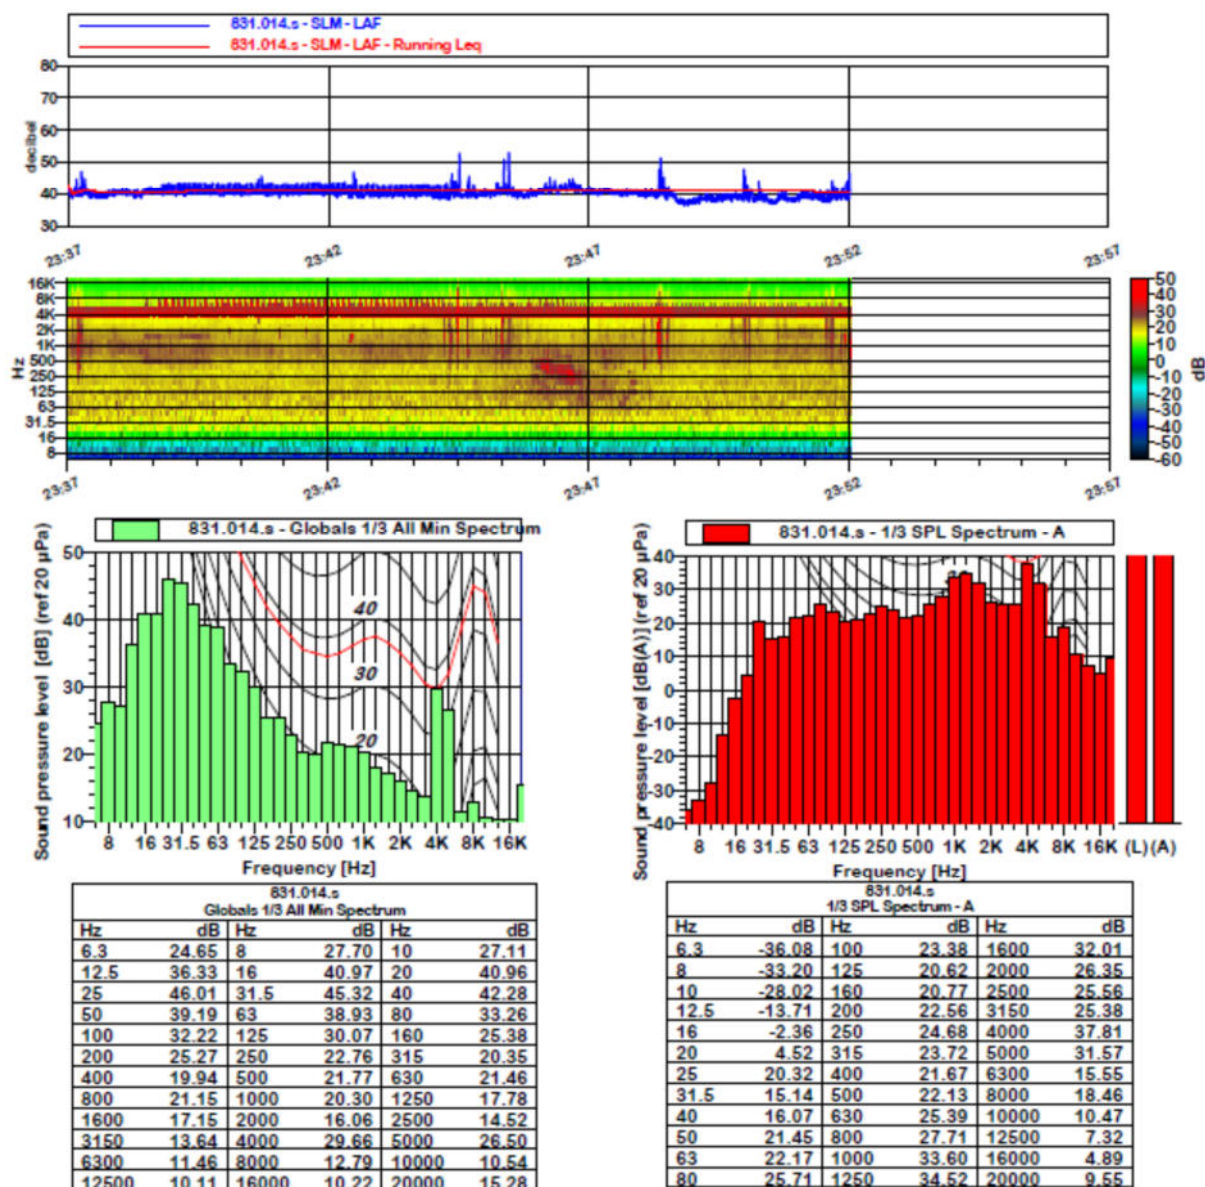 831.014.s - SLM - LAF
831.014.s - SLM - LAF - Running Leq
80
70
60
50
40
30
decibel
23:37 23:42 23:47 23:52 23:57
16K
8K
4K
2K
1K
500
250
125
63
31.5
16
8
Hz
50
40
30
20
10
0
-10
-20
-30
-40
-50
-60
dB
23:37 23:42 23:47 23:52 23:57
831.014.s - Globals 1/3 All Min Spectrum
Sound pressure level [dB] (ref 20 µPa)
50
40
30
20
10
40
30
20
8 16 31.5 63 125 250 500 1K 2K 4K 8K 16K
Frequency [Hz]
831.014.s - 1/3 SPL Spectrum - A
Sound pressure level [dB(A)] (ref 20 µPa)
40
30
20
10
0
-10
-20
-30
-40
8 16 31.5 63 125 250 500 1K 2K 4K 8K 16K (L) (A)
Frequency [Hz]
831.014.s
Globals 1/3 All Min Spectrum
Hz dB Hz dB Hz dB
6.3 24.65 8 27.70 10 27.11
12.5 36.33 16 40.97 20 40.96
25 46.01 31.5 45.32 40 42.28
50 39.19 63 38.93 80 33.26
100 32.22 125 30.07 160 25.38
200 25.27 250 22.76 315 20.35
400 19.94 500 21.77 630 21.46
800 21.15 1000 20.30 1250 17.78
1600 17.15 2000 16.06 2500 14.52
3150 13.64 4000 29.66 5000 26.50
6300 11.46 8000 12.79 10000 10.54
12500 10.11 16000 10.22 20000 15.28
831.014.s
1/3 SPL Spectrum - A
Hz dB Hz dB Hz dB
6.3 -36.08 100 23.38 1600 32.01
8 -33.20 125 20.62 2000 26.35
10 -28.02 160 20.77 2500 25.56
12.5 -13.71 200 22.56 3150 25.38
16 -2.36 250 24.68 4000 37.81
20 4.52 315 23.72 5000 31.57
25 20.32 400 21.67 6300 15.55
31.5 15.14 500 22.13 8000 18.46
40 16.07 630 25.39 10000 10.47
50 21.45 800 27.71 12500 7.32
63 22.17 1000 33.60 16000 4.89
80 25.71 1250 34.52 20000 9.55